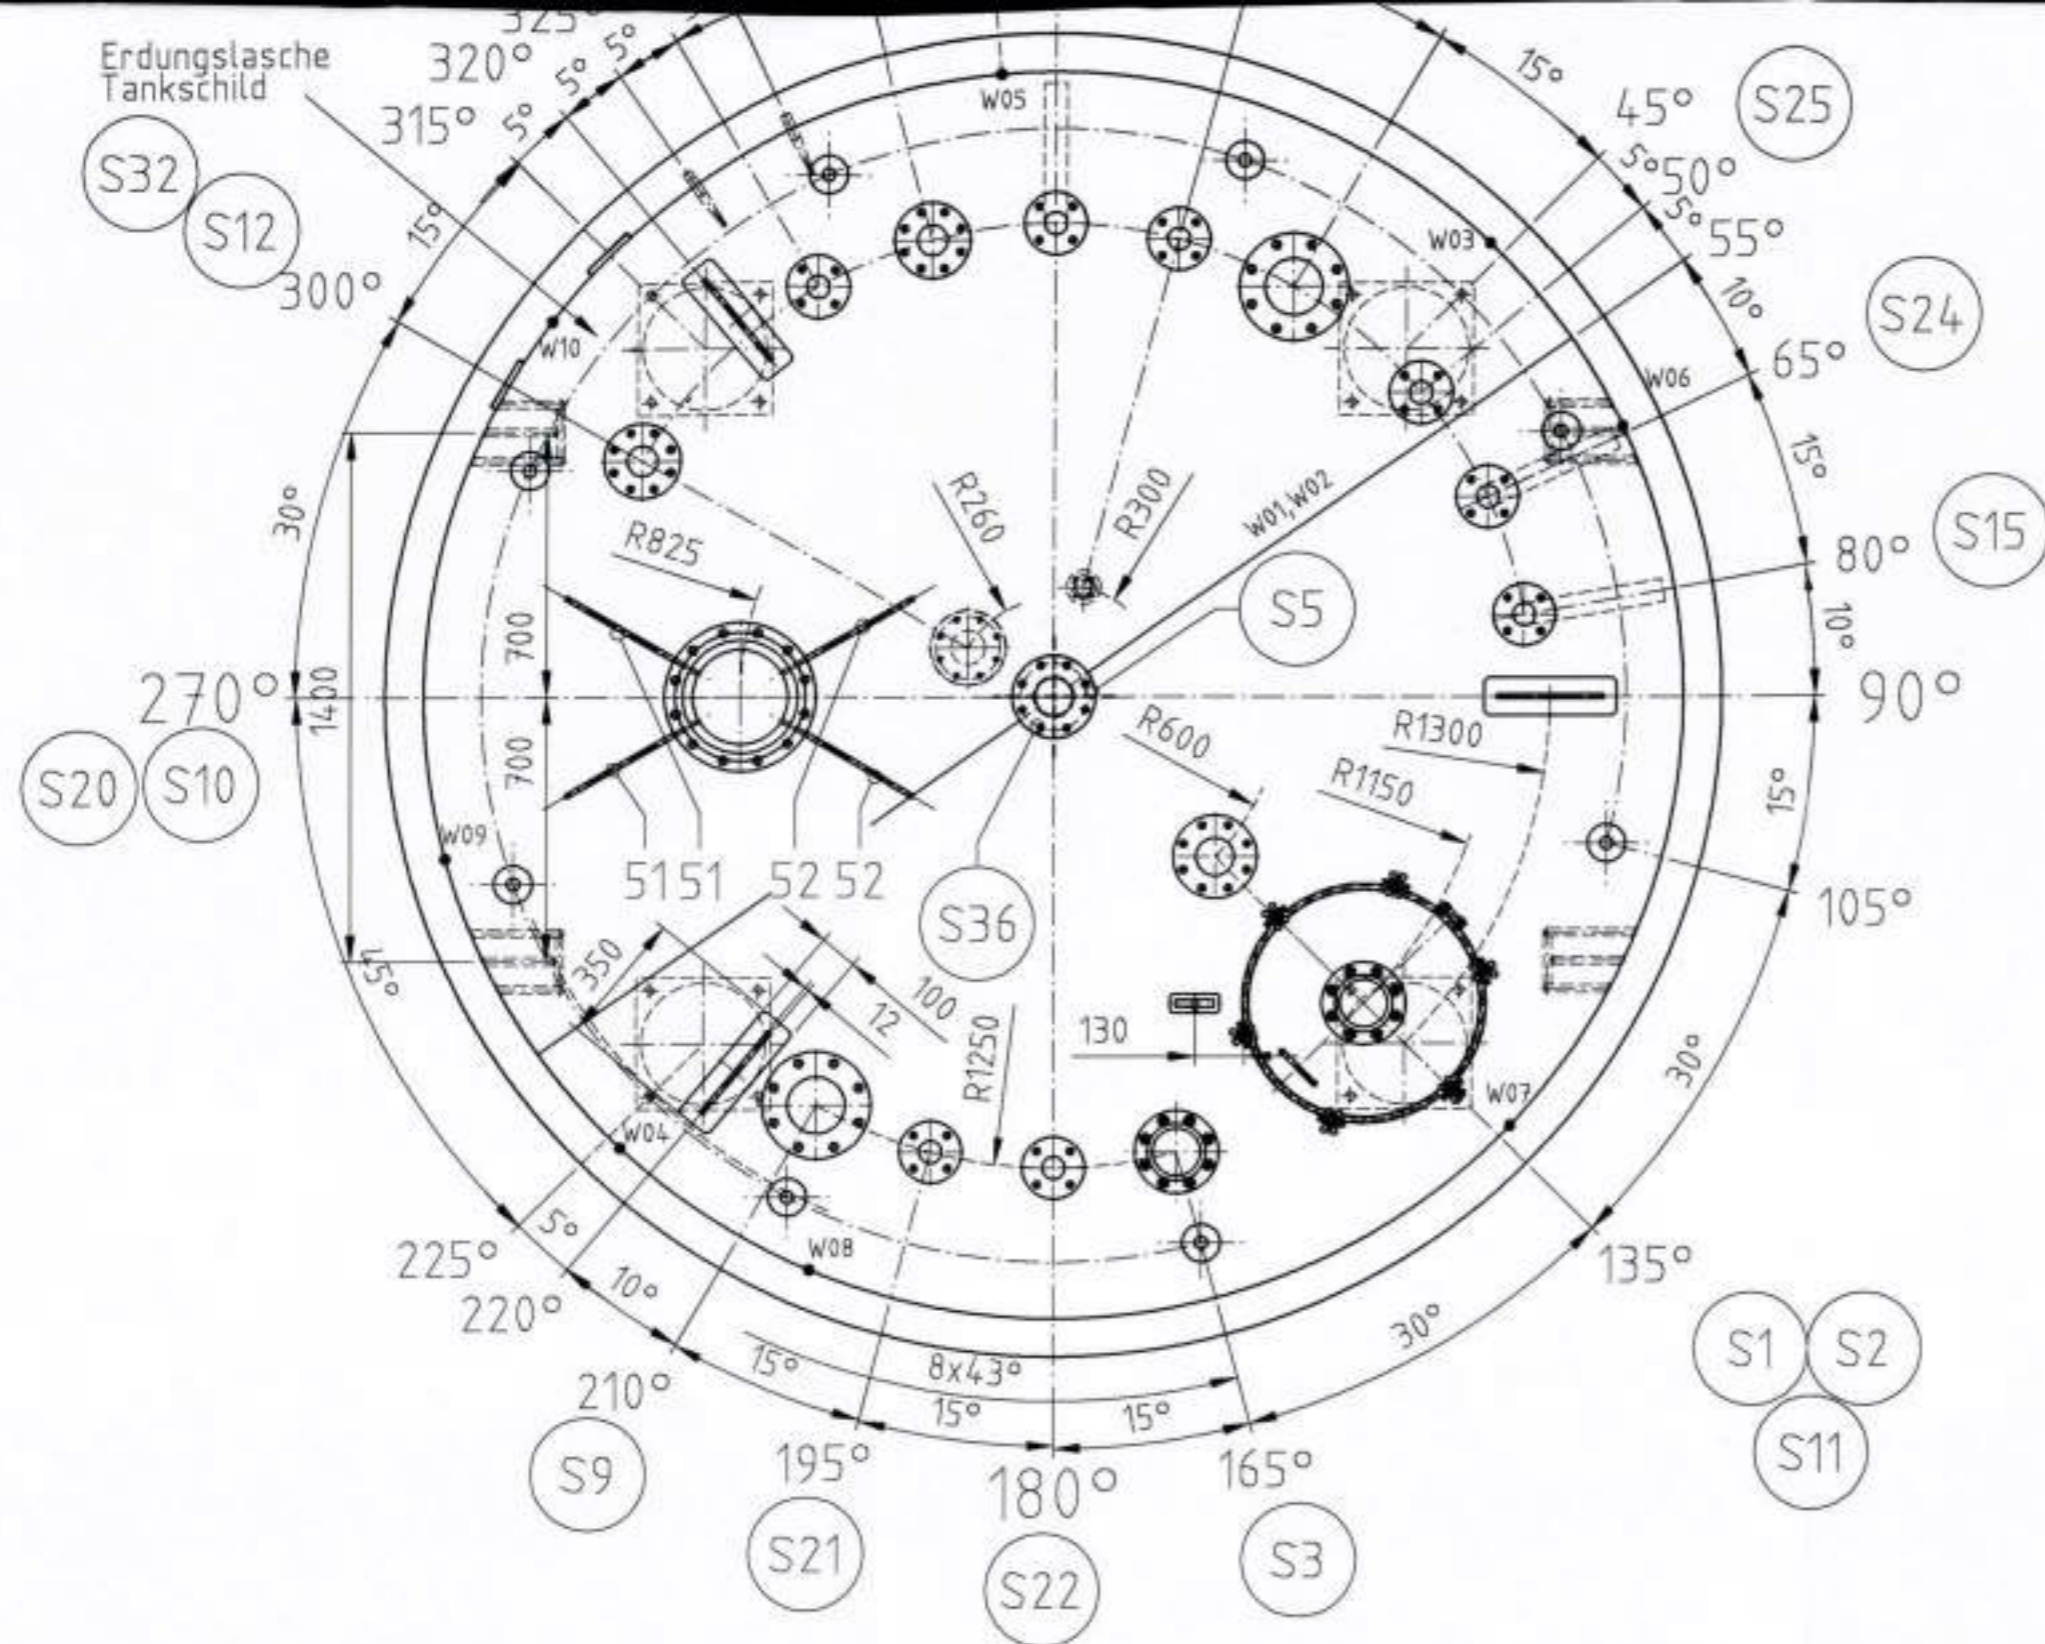 Erdungslasche
Tankschild
320°
5°
5°
315°
5°
S32
S12
15°
300°
30°
15°
45°
S25
5°
50°
5°
55°
10°
S24
65°
15°
S15
80°
10°
90°
15°
105°
30°
135°
S1
S2
S11
30°
165°
S3
15°
180°
S22
15°
8x43°
195°
S21
15°
210°
S9
10°
220°
5°
225°
45°
270°
S20
S10
1400
700
700
W05
W03
W06
W10
W09
W04
W08
W07
R825
R260
R300
W01,W02
S5
R600
R1300
R1150
51
51
52
52
S36
350
100
12
R1250
130